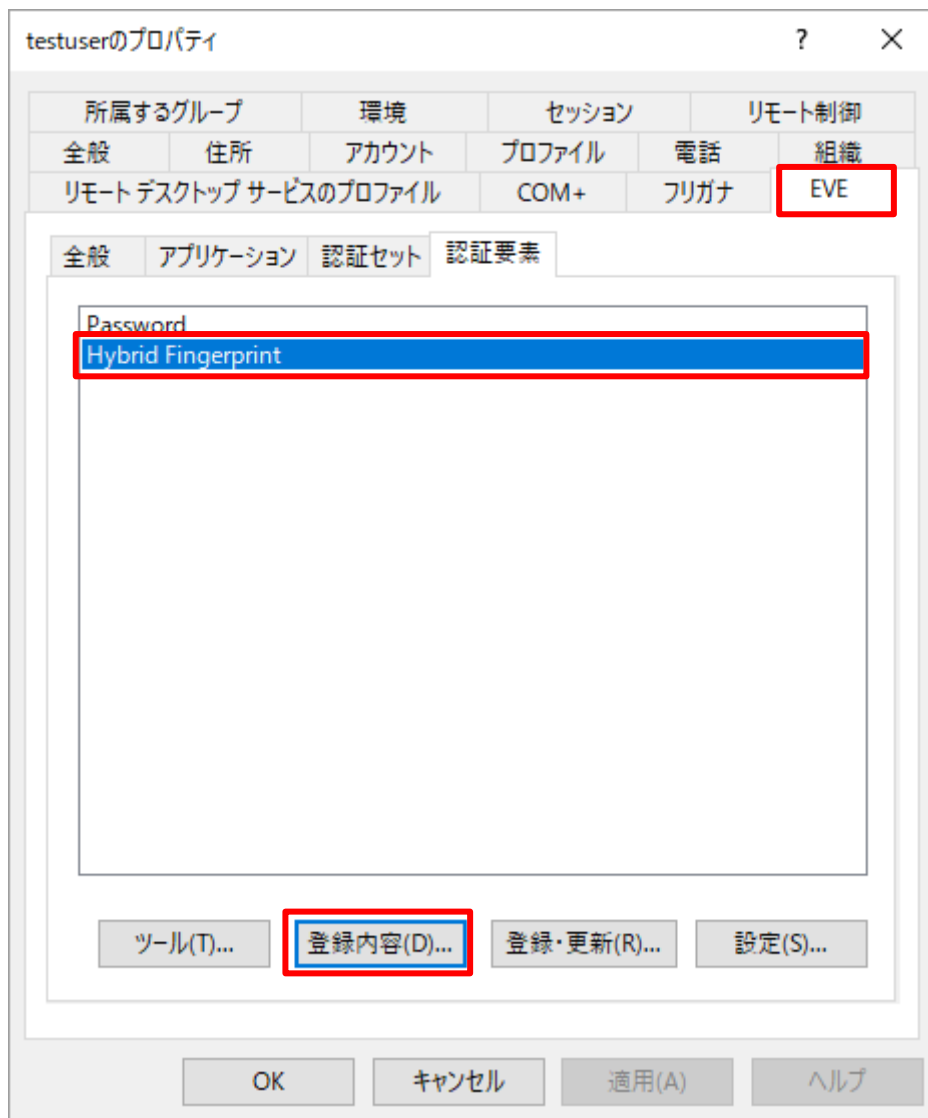 testuserのプロパティ ? ×
所属するグループ 環境 セッション リモート制御
全般 住所 アカウント プロファイル 電話 組織
リモート デスクトップ サービスのプロファイル COM+ フリガナ EVE
全般 アプリケーション 認証セット 認証要素
Password
Hybrid Fingerprint
ツール(T)... 登録内容(D)... 登録・更新(R)... 設定(S)...
OK キャンセル 適用(A) ヘルプ